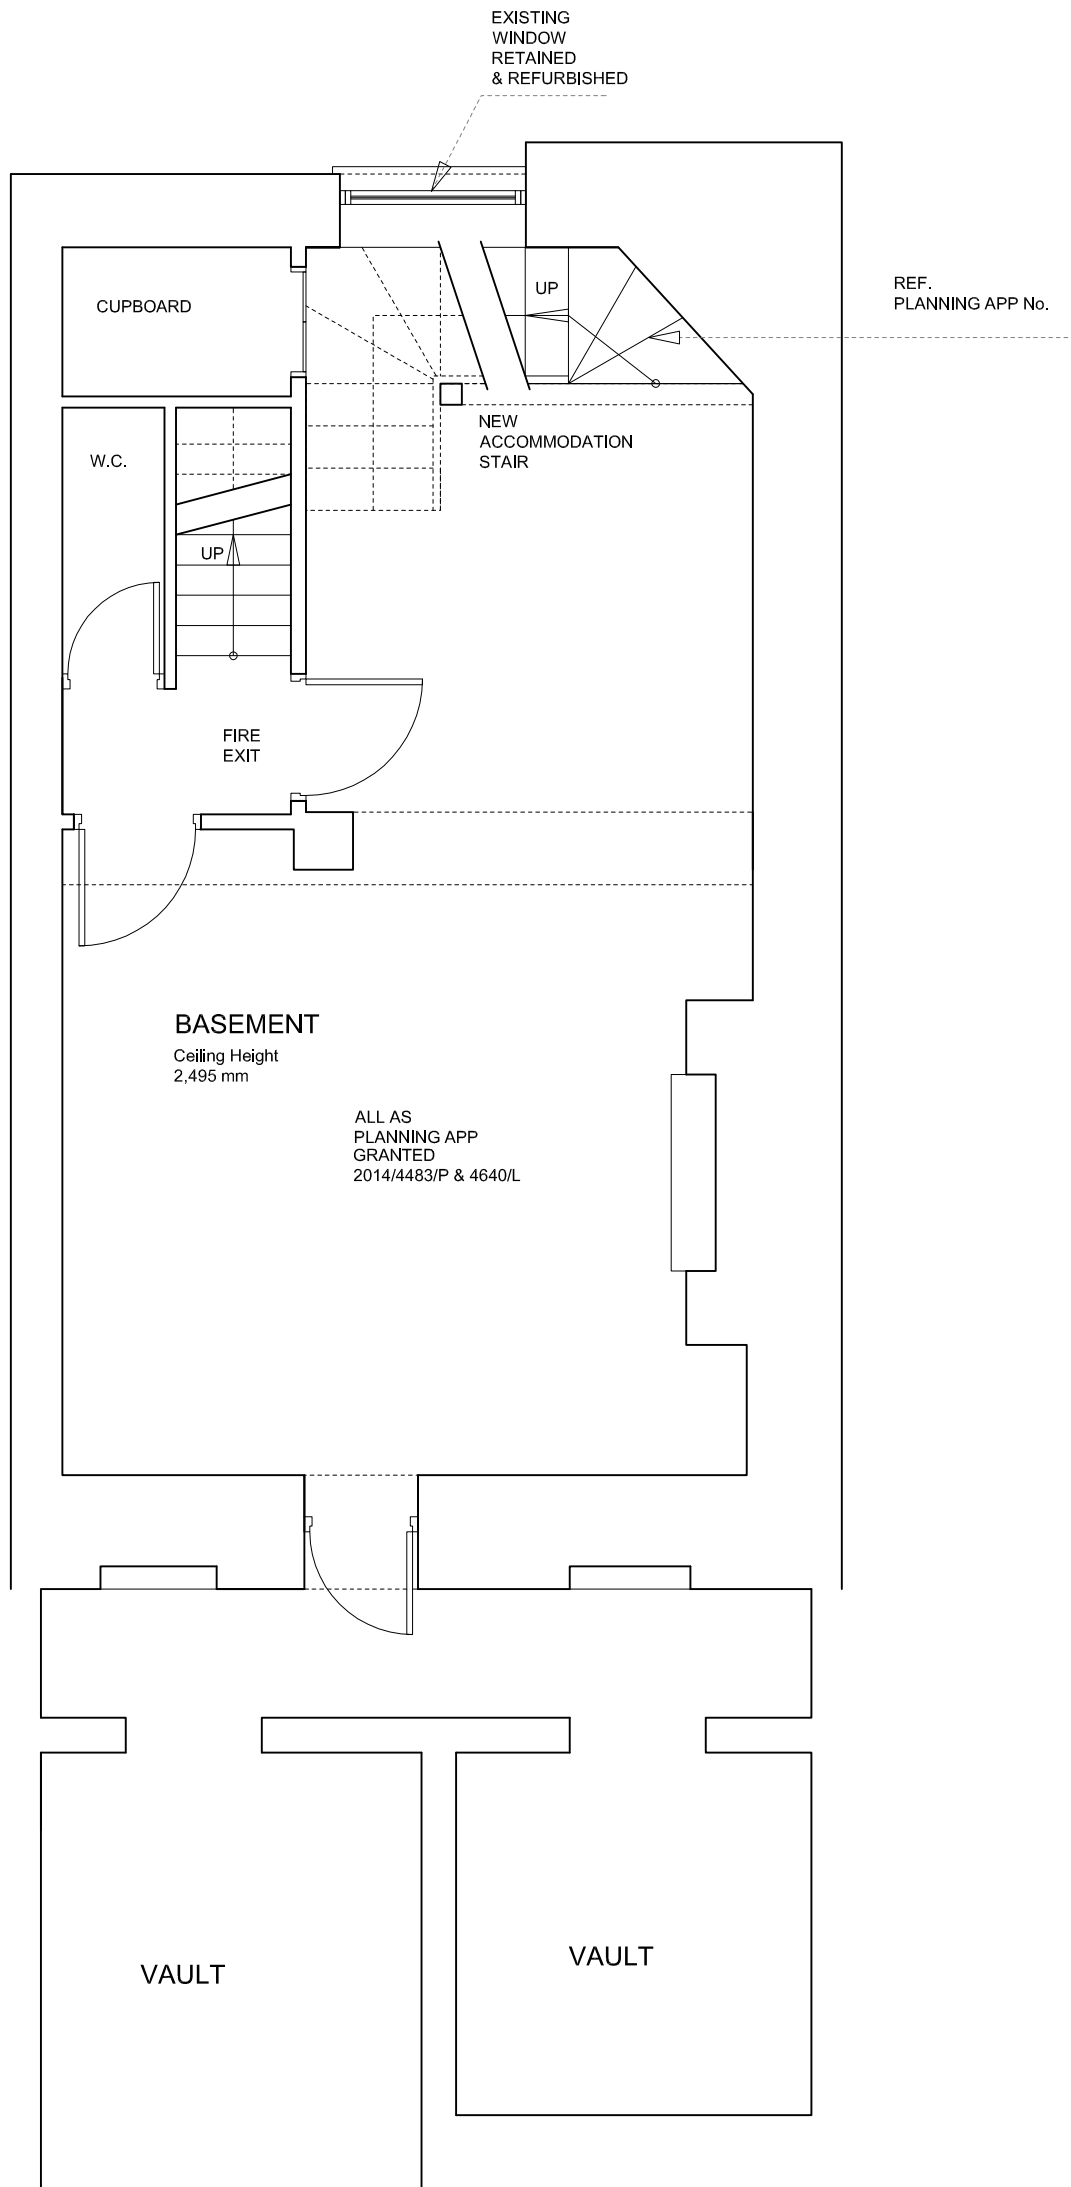 EXISTING
WINDOW
RETAINED
& REFURBISHED
REF.
PLANNING APP No.
UP
CUPBOARD
NEW
ACCOMMODATION
STAIR
W.C.
UP
FIRE
EXIT
BASEMENT
Ceiling Height
2,495 mm
ALL AS
PLANNING APP
GRANTED
2014/4483/P & 4640/L
VAULT
VAULT